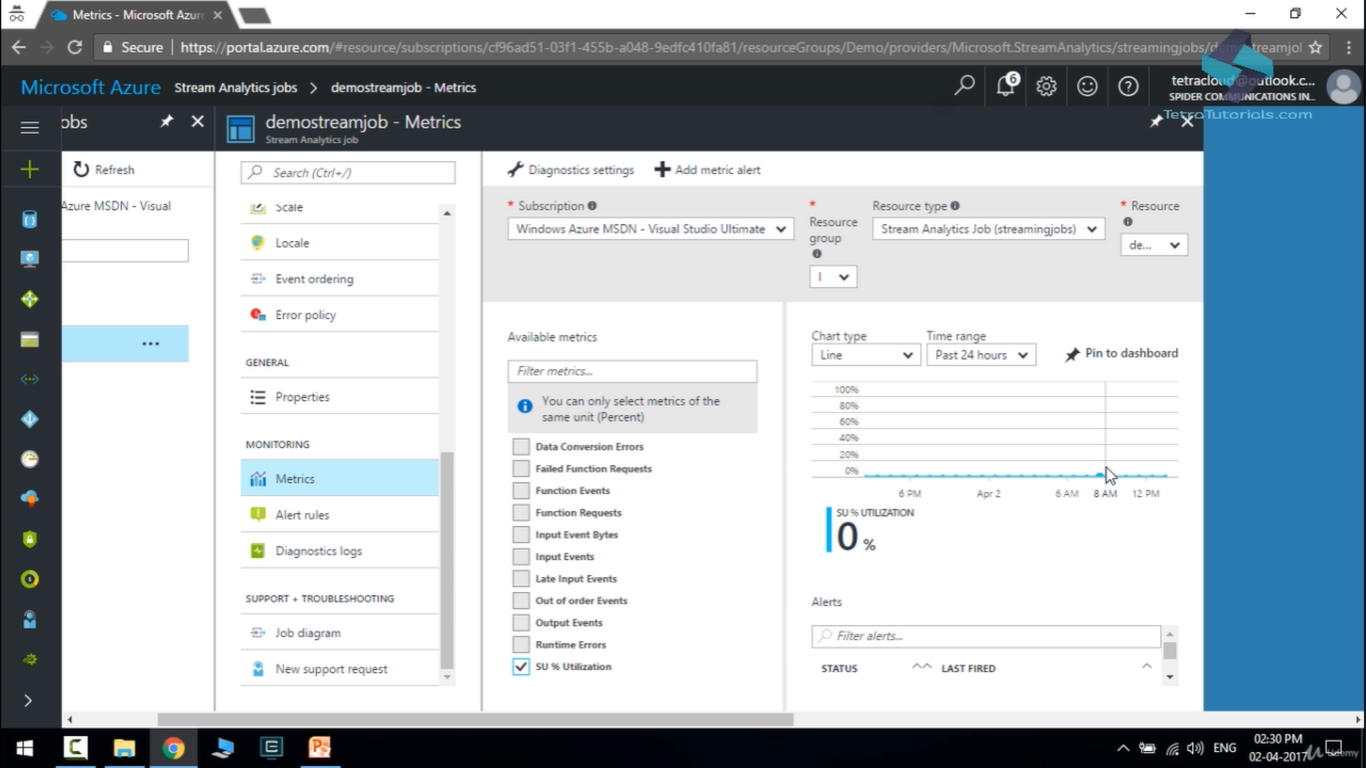 Metrics - Microsoft Azur
Secure
https://portal.azure.com/#resource/subscriptions/cf96ad51-03f1-455b-a048-9edfc410fa81/resourceGroups/Demo/providers/Microsoft.StreamAnalytics/streamingjobs/
Microsoft Azure
Stream Analytics jobs > demostreamjob - Metrics
6
tetracloud@outlook.c...
SPIDER COMMUNICATIONS IN...
TetraTutorials.com
obs
demostreamjob - Metrics
Stream Analytics job
Refresh
Azure MSDN - Visual
...
Search (Ctrl+/)
Scale
Locale
Event ordering
Error policy
GENERAL
Properties
MONITORING
Metrics
Alert rules
Diagnostics logs
SUPPORT + TROUBLESHOOTING
Job diagram
New support request
Diagnostics settings
Add metric alert
* Subscription
Windows Azure MSDN - Visual Studio Ultimate
* Resource group
Resource type
Stream Analytics Job (streamingjobs)
* Resource
de...
Available metrics
Filter metrics...
You can only select metrics of the
same unit (Percent)
Data Conversion Errors
Failed Function Requests
Function Events
Function Requests
Input Event Bytes
Input Events
Late Input Events
Out of order Events
Output Events
Runtime Errors
SU % Utilization
Chart type
Line
Time range
Past 24 hours
Pin to dashboard
100%
80%
60%
40%
20%
0%
6 PM
Apr 2
6 AM
8 AM
12 PM
SU % UTILIZATION
0 %
Alerts
Filter alerts...
STATUS
LAST FIRED
ENG
02:30 PM
02-04-2017
Udemy